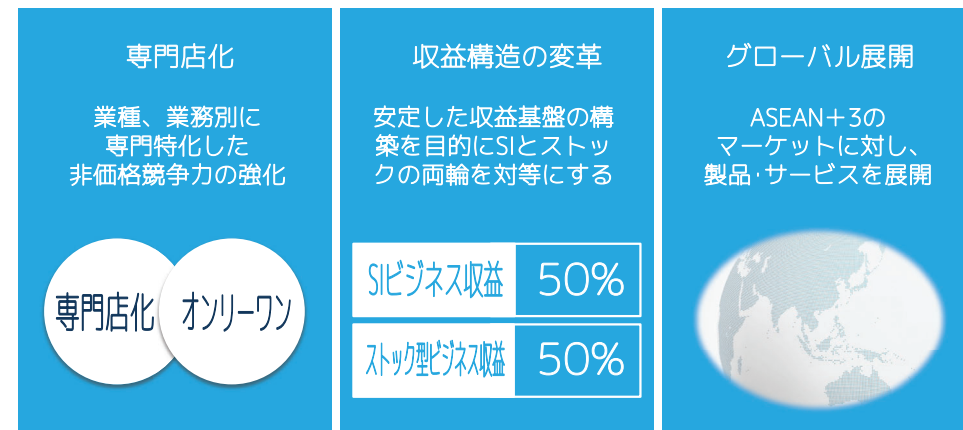 専門店化
業種、業務別に
専門特化した
非価格競争力の強化
専門店化
オンリーワン
収益構造の変革
安定した収益基盤の構
築を目的にSIとストッ
クの両輪を対等にする
SIビジネス収益
50%
ストック型ビジネス収益
50%
グローバル展開
ASEAN＋3の
マーケットに対し、
製品・サービスを展開